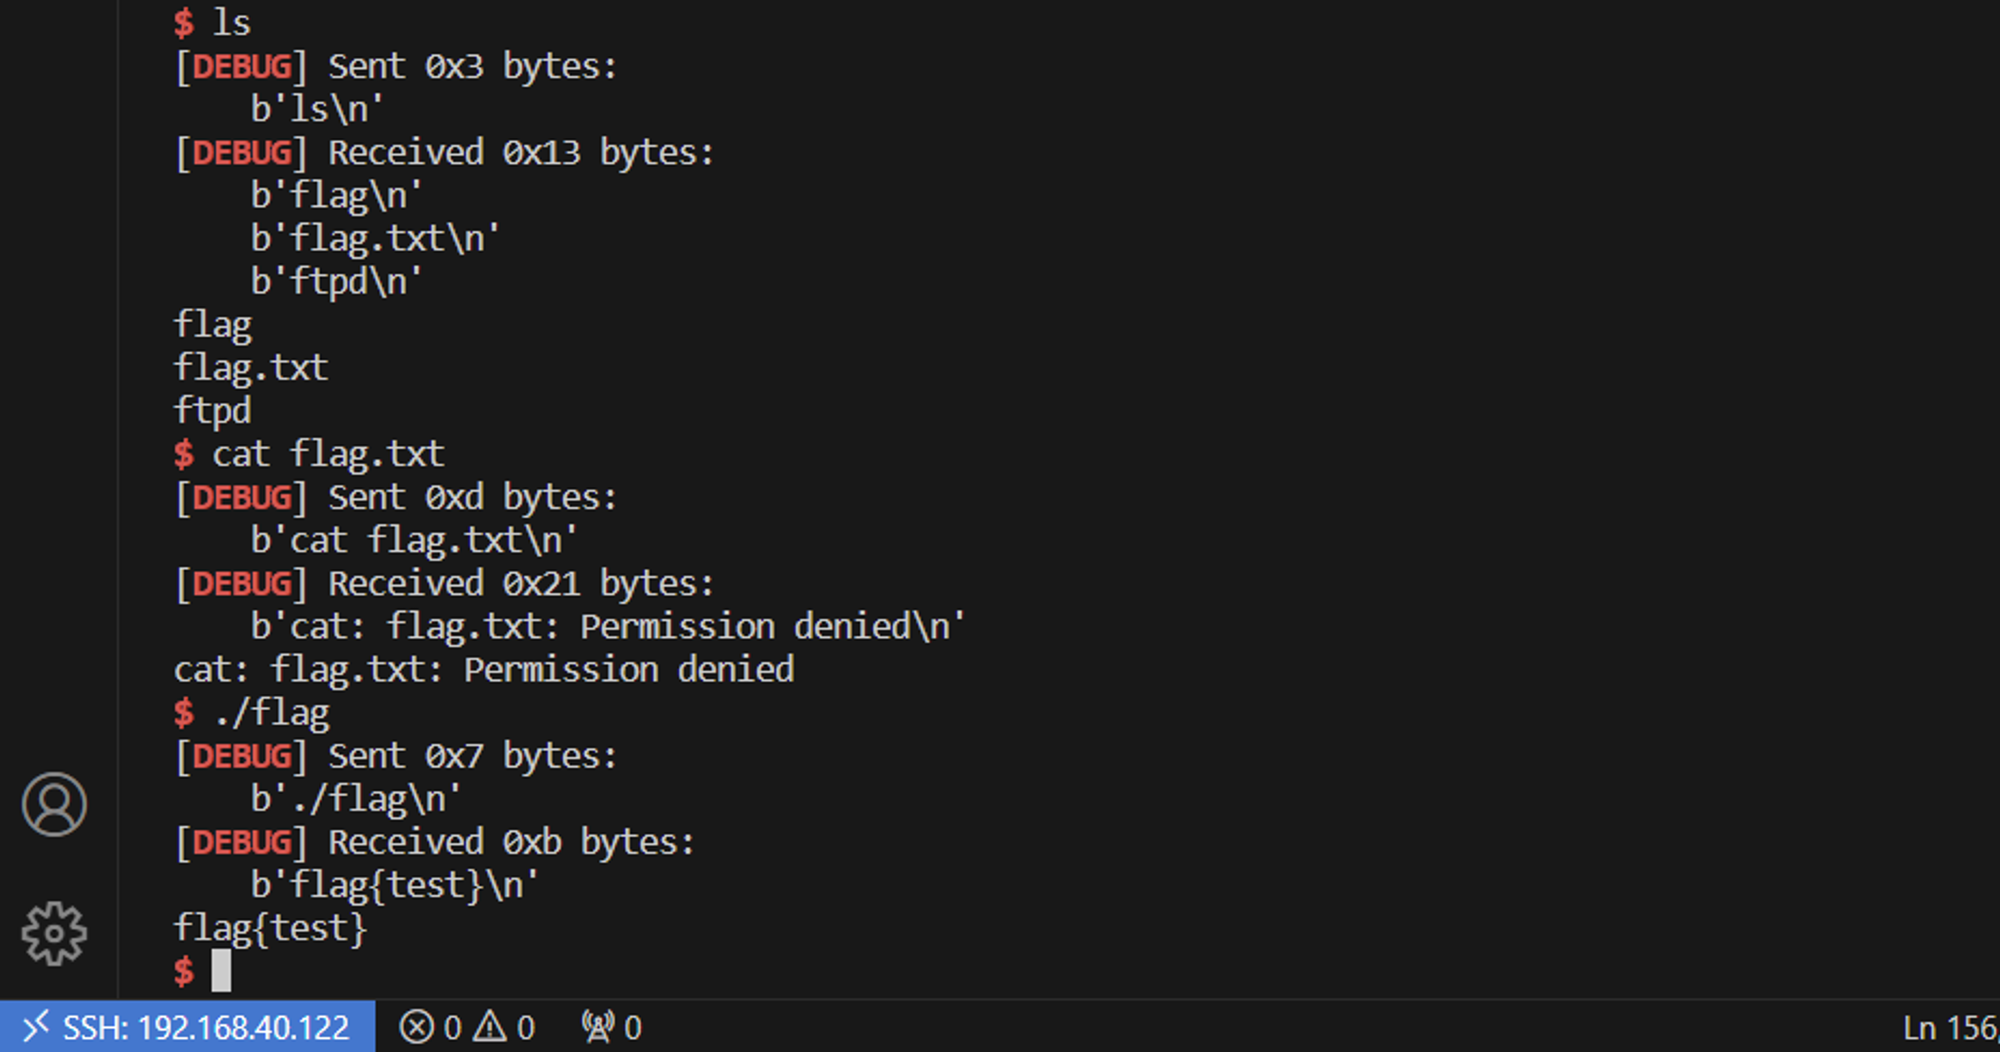 $ ls
[DEBUG] Sent 0x3 bytes:
    b'ls\n'
[DEBUG] Received 0x13 bytes:
    b'flag\n'
    b'flag.txt\n'
    b'ftpd\n'
flag
flag.txt
ftpd
$ cat flag.txt
[DEBUG] Sent 0xd bytes:
    b'cat flag.txt\n'
[DEBUG] Received 0x21 bytes:
    b'cat: flag.txt: Permission denied\n'
cat: flag.txt: Permission denied
$ ./flag
[DEBUG] Sent 0x7 bytes:
    b'./flag\n'
[DEBUG] Received 0xb bytes:
    b'flag{test}\n'
flag{test}
$
SSH: 192.168.40.122 0 0 0 Ln 156,